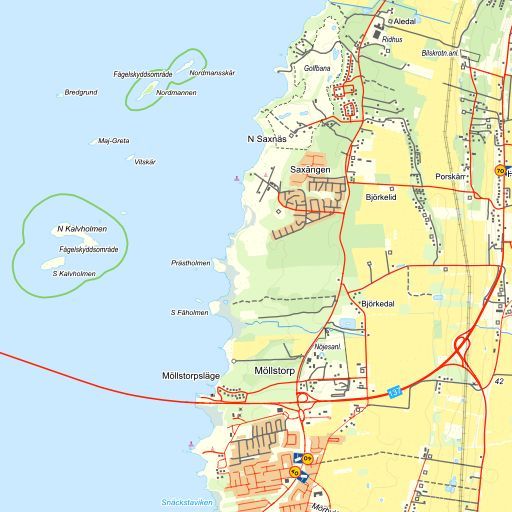 Aledal
Ridhus
Bilskrotn.anl.
Golfbana
Nordmansskär
Fågelskyddsområde
Nordmannen
Bredgrund
N Saxnäs
Maj-Greta
Vitskär
Saxängen
Porskärr
70
Björkelid
N Kalvholmen
Fågelskyddsområde
S Kalvholmen
Prästholmen
S Fåholmen
Björkedal
Nöjesanl.
Möllstorp
Möllstorpsläge
42
137
Snäckstaviken